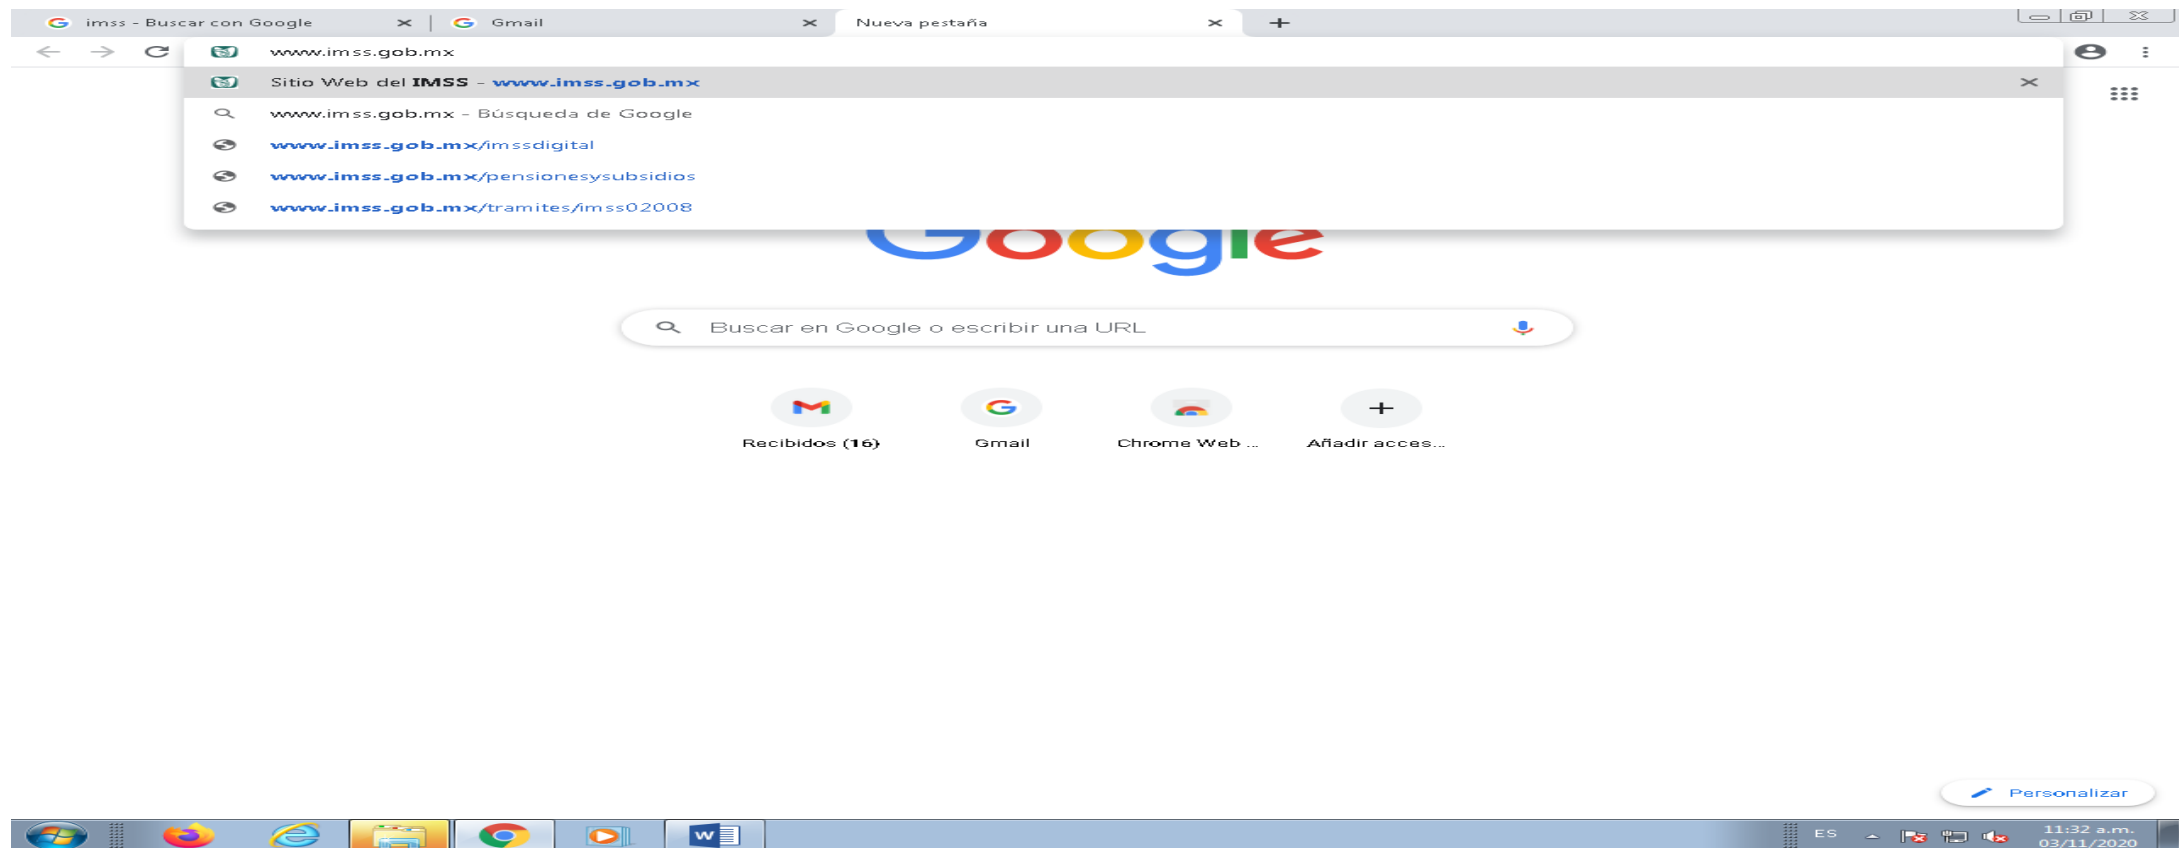 imss - Buscar con Google
Gmail
Nueva pestaña
www.imss.gob.mx
Sitio Web del IMSS - www.imss.gob.mx
www.imss.gob.mx - Búsqueda de Google
www.imss.gob.mx/imssdigital
www.imss.gob.mx/pensionesysubsidios
www.imss.gob.mx/tramites/imss02008
Google
Buscar en Google o escribir una URL
Recibidos (16)
Gmail
Chrome Web ...
Añadir acces...
Personalizar
ES
11:32 a.m.
03/11/2020